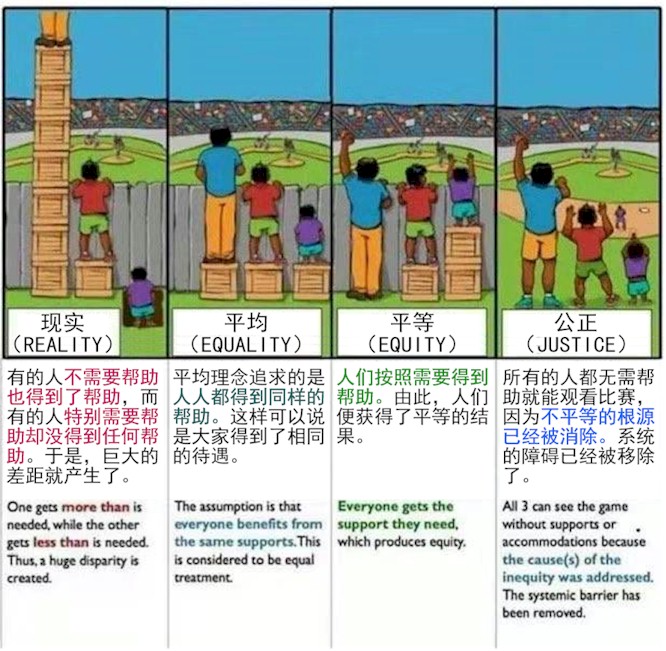 现实
（REALITY）
平均
（EQUALITY）
平等
（EQUITY）
公正
（JUSTICE）
有的人不需要帮助
也得到了帮助，而
有的人特别需要帮
助却没得到任何帮
助。于是，巨大的
差距就产生了。
平均理念追求的是
人人都得到同样的
帮助。这样可以说
是大家得到了相同
的待遇。
人们按照需要得到
帮助。由此，人们
便获得了平等的结
果。
所有的人都无需帮
助就能观看比赛，
因为不平等的根源
已经被消除。系统
的障碍已经被移除
了。
One gets more than is
needed, while the other
gets less than is needed.
Thus, a huge disparity is
created.
The assumption is that
everyone benefits from
the same supports. This
is considered to be equal
treatment.
Everyone gets the
support they need,
which produces equity.
All 3 can see the game
without supports or
accommodations because
the cause(s) of the
inequity was addressed.
The systemic barrier has
been removed.